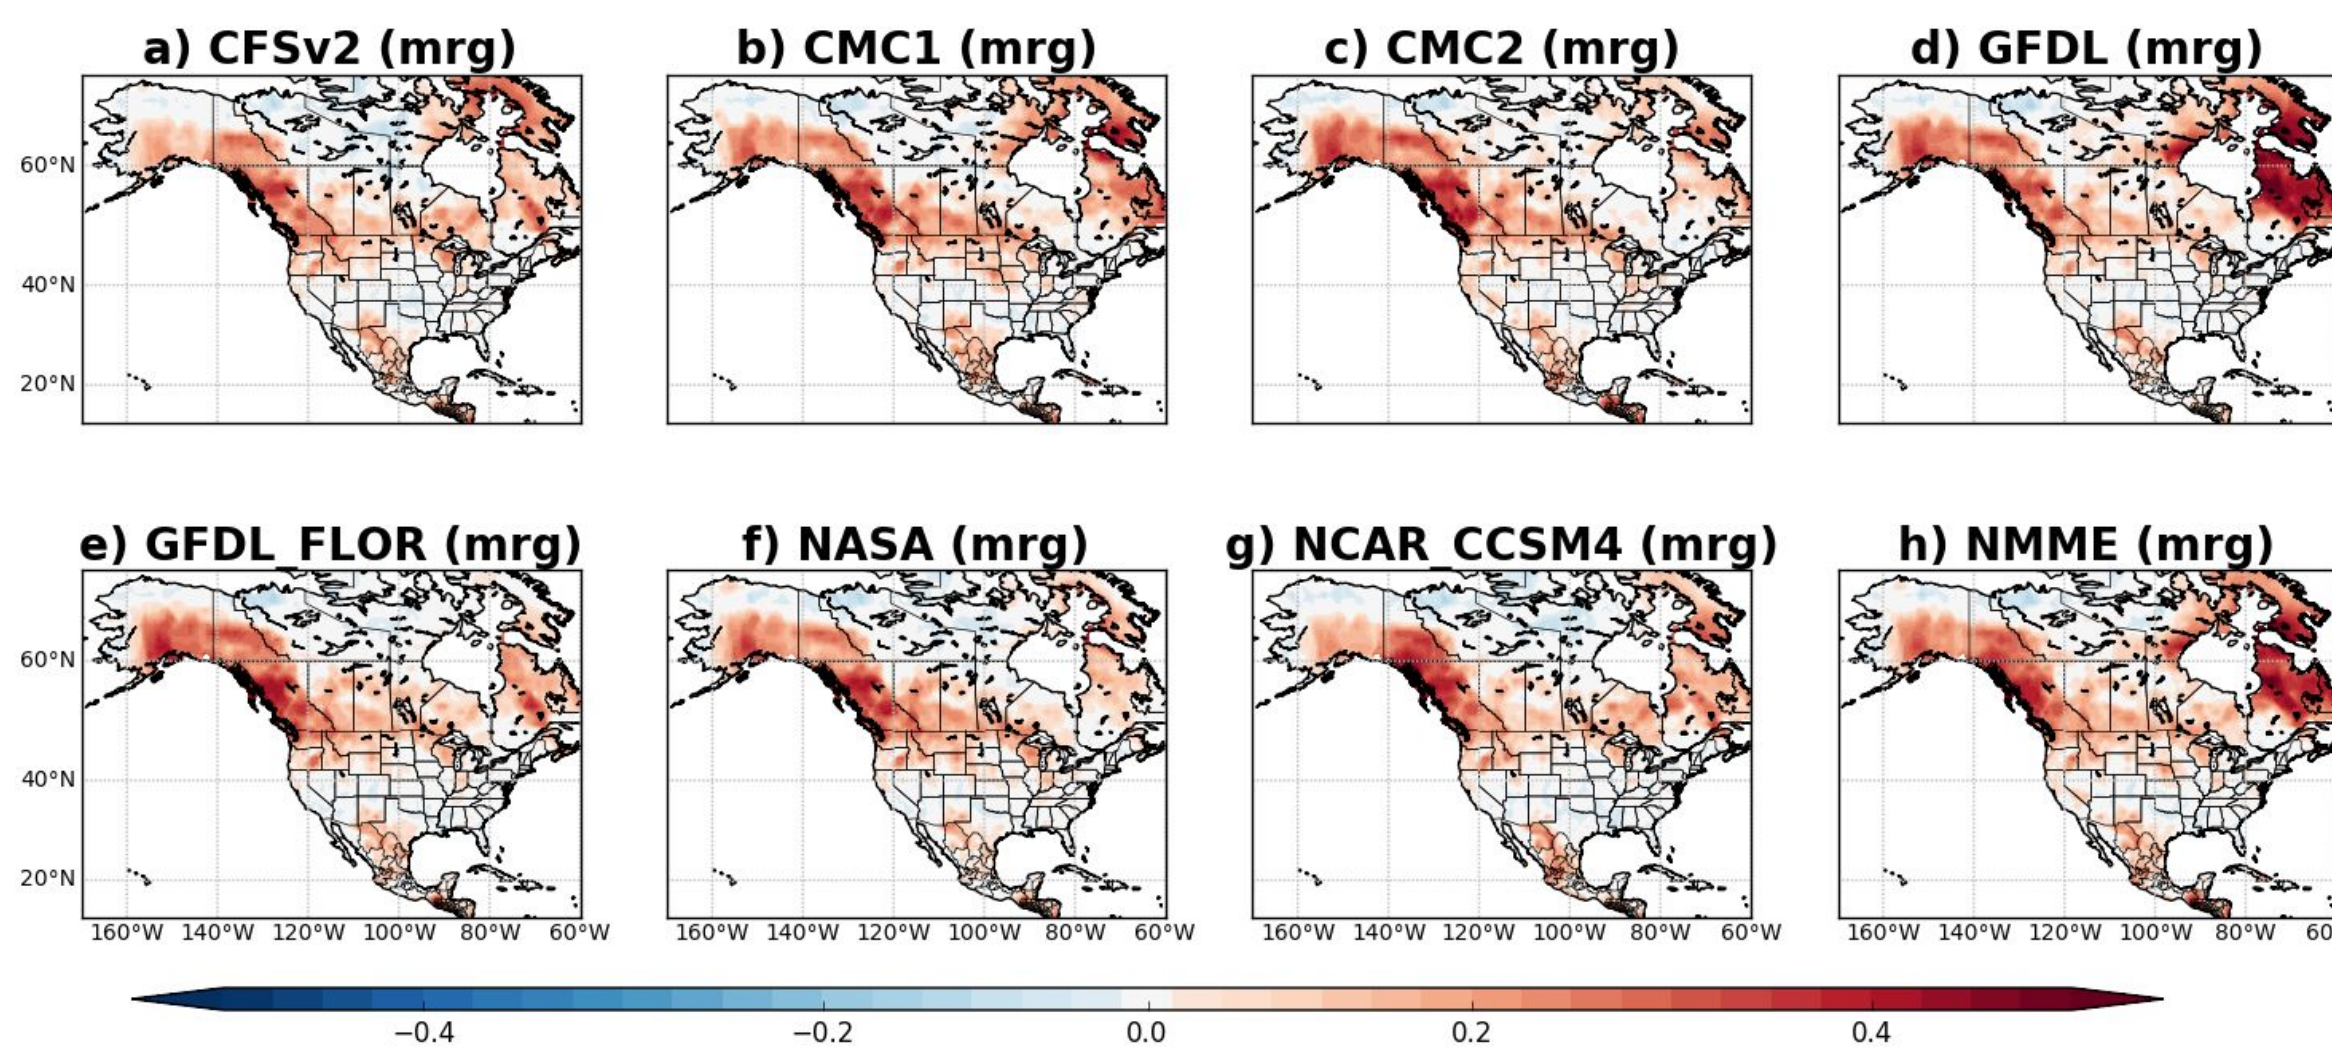 a) CFSv2 (mrg) b) CMC1 (mrg) c) CMC2 (mrg) d) GFDL (mrg)
60°N
40°N
20°N
e) GFDL_FLOR (mrg) f) NASA (mrg) g) NCAR_CCSM4 (mrg) h) NMME (mrg)
60°N
40°N
20°N
160°W 140°W 120°W 100°W 80°W 60°W 160°W 140°W 120°W 100°W 80°W 60°W 160°W 140°W 120°W 100°W 80°W 60°W 160°W 140°W 120°W 100°W 80°W 60
−0.4 −0.2 0.0 0.2 0.4